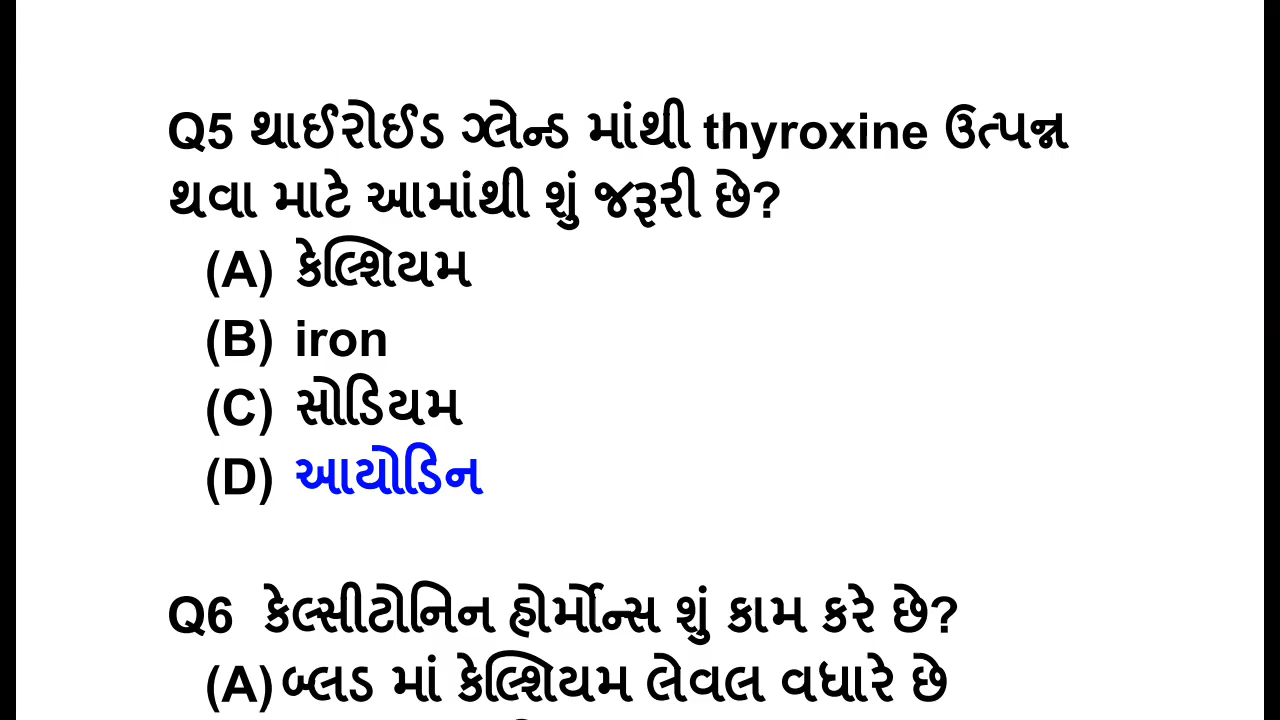 Q5 થાઈરોઈડ ગ્લેન્ડ માંથી thyroxine ઉત્પન્ન
થવા માટે આમાંથી શું જરૂરી છે?
(A) કેલ્શિયમ
(B) iron
(C) સોડિયમ
(D) આયોડિન
Q6 કેલ્સીટોનિન હોર્મોન્સ શું કામ કરે છે?
(A) બ્લડ માં કેલ્શિયમ લેવલ વધારે છે